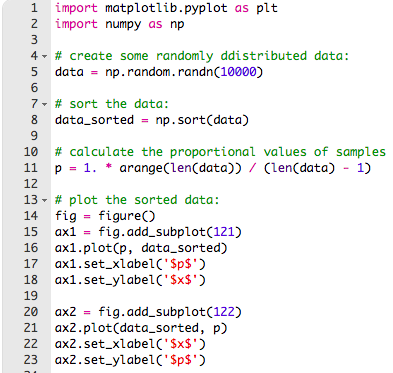 1 import matplotlib.pyplot as plt
2 import numpy as np
3
4 # create some randomly ddistributed data:
5 data = np.random.randn(10000)
6
7 # sort the data:
8 data_sorted = np.sort(data)
9
10 # calculate the proportional values of samples
11 p = 1. * arange(len(data)) / (len(data) - 1)
12
13 # plot the sorted data:
14 fig = figure()
15 ax1 = fig.add_subplot(121)
16 ax1.plot(p, data_sorted)
17 ax1.set_xlabel('$p$')
18 ax1.set_ylabel('$x$')
19
20 ax2 = fig.add_subplot(122)
21 ax2.plot(data_sorted, p)
22 ax2.set_xlabel('$x$')
23 ax2.set_ylabel('$p$')